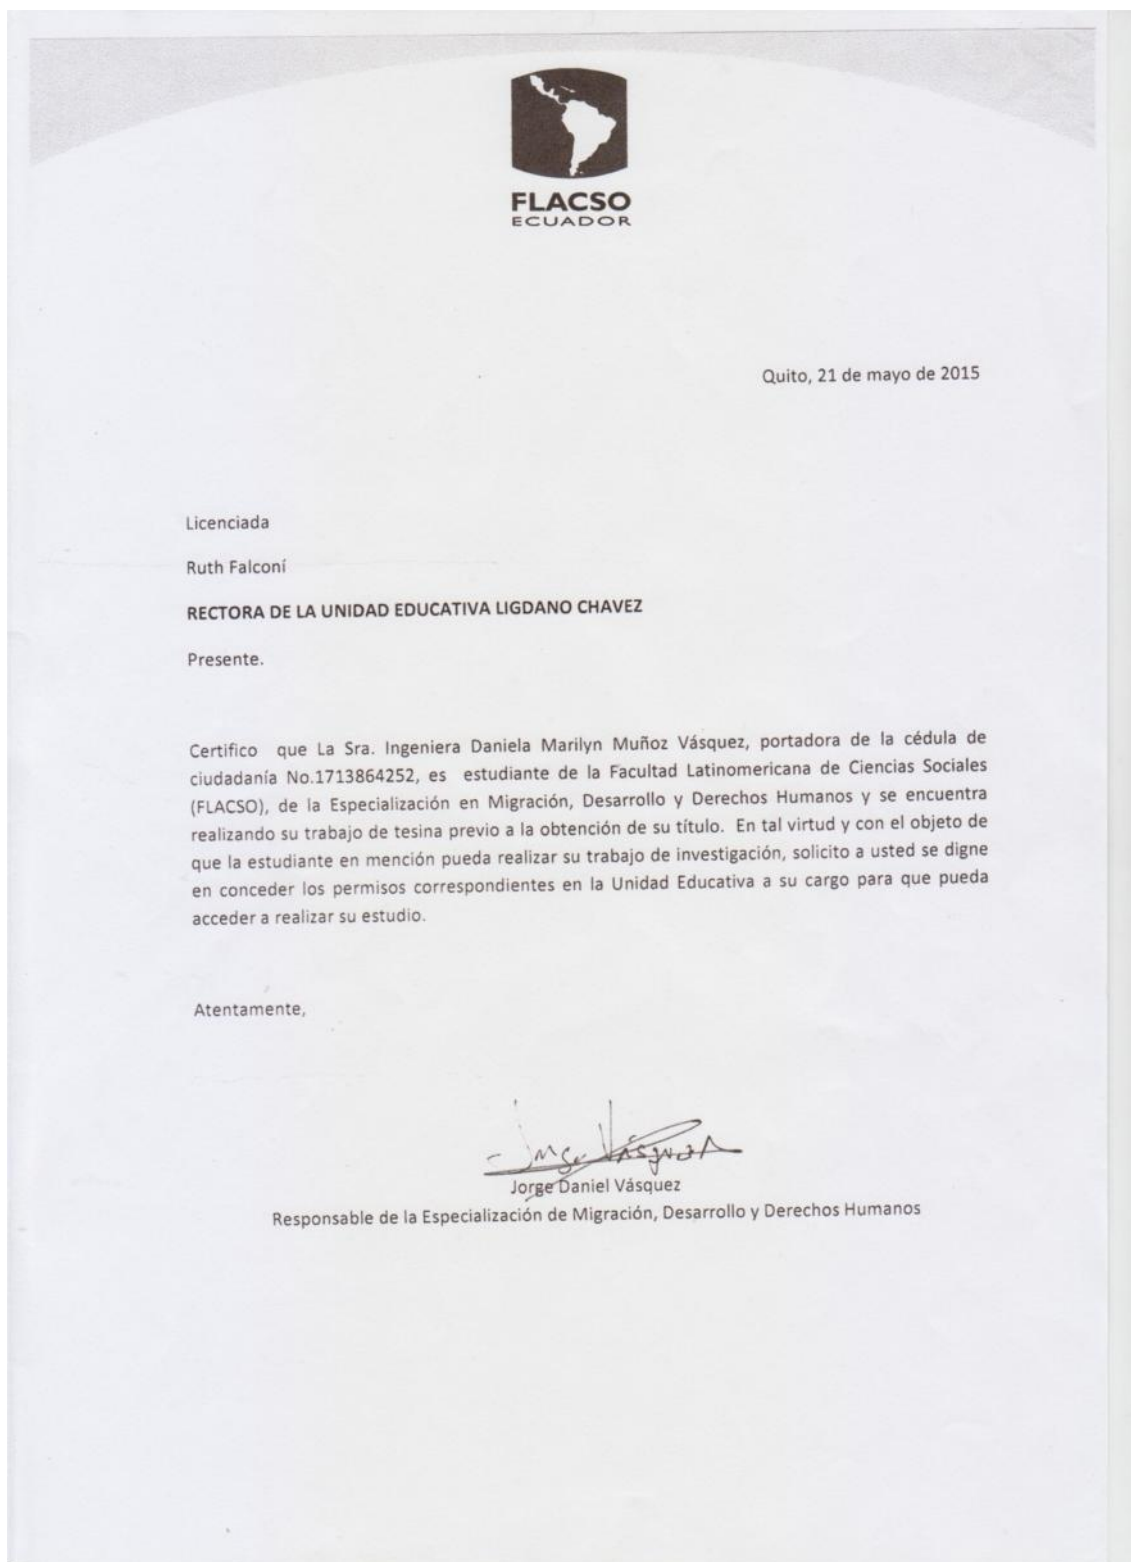 FLACSO
ECUADOR
Quito, 21 de mayo de 2015
Licenciada
Ruth Falconí
RECTORA DE LA UNIDAD EDUCATIVA LIGDANO CHAVEZ
Presente.
Certifico que La Sra. Ingeniera Daniela Marilyn Muñoz Vásquez, portadora de la cédula de
ciudadanía No.1713864252, es estudiante de la Facultad Latinomericana de Ciencias Sociales
(FLACSO), de la Especialización en Migración, Desarrollo y Derechos Humanos y se encuentra
realizando su trabajo de tesina previo a la obtención de su título. En tal virtud y con el objeto de
que la estudiante en mención pueda realizar su trabajo de investigación, solicito a usted se digne
en conceder los permisos correspondientes en la Unidad Educativa a su cargo para que pueda
acceder a realizar su estudio.
Atentamente,
Jorge Vásquez
Jorge Daniel Vásquez
Responsable de la Especialización de Migración, Desarrollo y Derechos Humanos